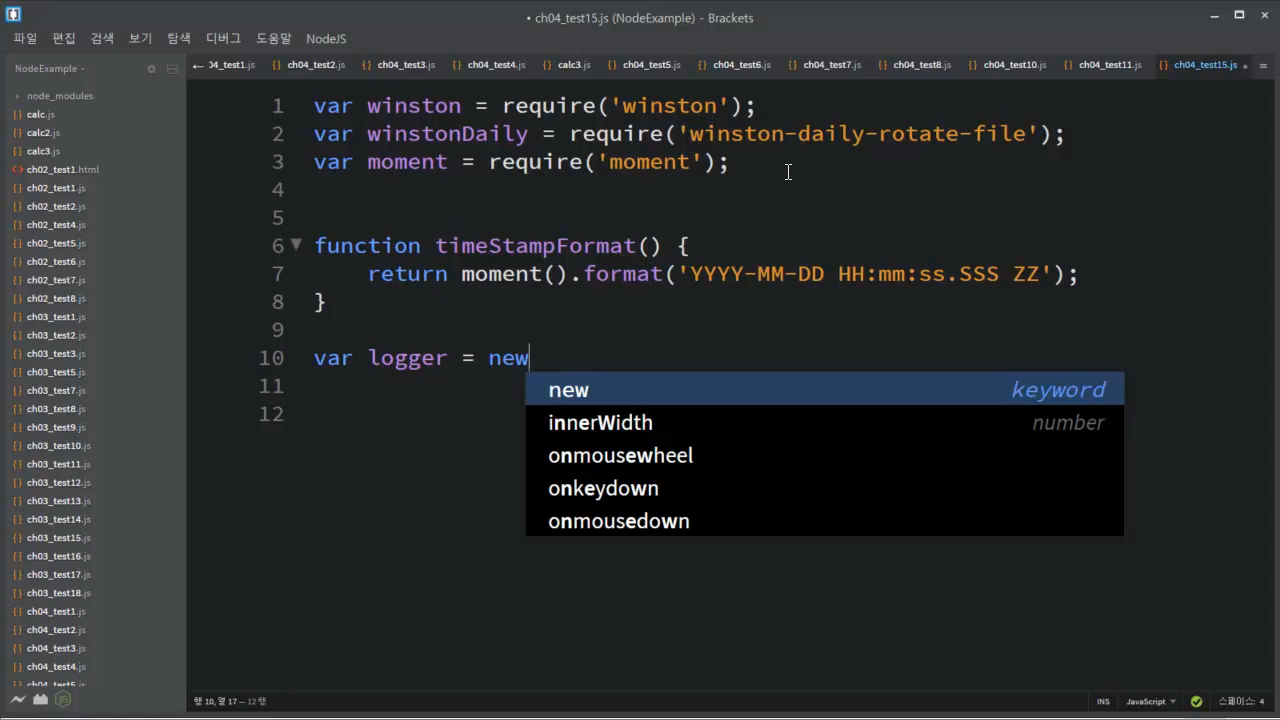 • ch04_test15.js (NodeExample) - Brackets
파일 편집 검색 보기 탐색 디버그 도움말 NodeJS
NodeExample
04_test1.js ch04_test2.js ch04_test3.js ch04_test4.js calc3.js ch04_test5.js ch04_test6.js ch04_test7.js ch04_test8.js ch04_test10.js ch04_test11.js ch04_test15.js
node_modules
calc.js
calc2.js
calc3.js
ch02_test1.html
ch02_test1.js
ch02_test2.js
ch02_test4.js
ch02_test5.js
ch02_test6.js
ch02_test7.js
ch02_test8.js
ch03_test1.js
ch03_test2.js
ch03_test3.js
ch03_test5.js
ch03_test7.js
ch03_test8.js
ch03_test9.js
ch03_test10.js
ch03_test11.js
ch03_test12.js
ch03_test13.js
ch03_test14.js
ch03_test15.js
ch03_test16.js
ch03_test17.js
ch03_test18.js
ch04_test1.js
ch04_test2.js
ch04_test3.js
ch04_test4.js
ch04_test5.js
1 var winston = require('winston');
2 var winstonDaily = require('winston-daily-rotate-file');
3 var moment = require('moment');
4
5
6 function timeStampFormat() {
7 return moment().format('YYYY-MM-DD HH:mm:ss.SSS ZZ');
8 }
9
10 var logger = new
11
12
new keyword
innerWidth number
onmousewheel
onkeydown
onmousedown
행 10, 열 17 — 12 행 INS JavaScript 스페이스: 4